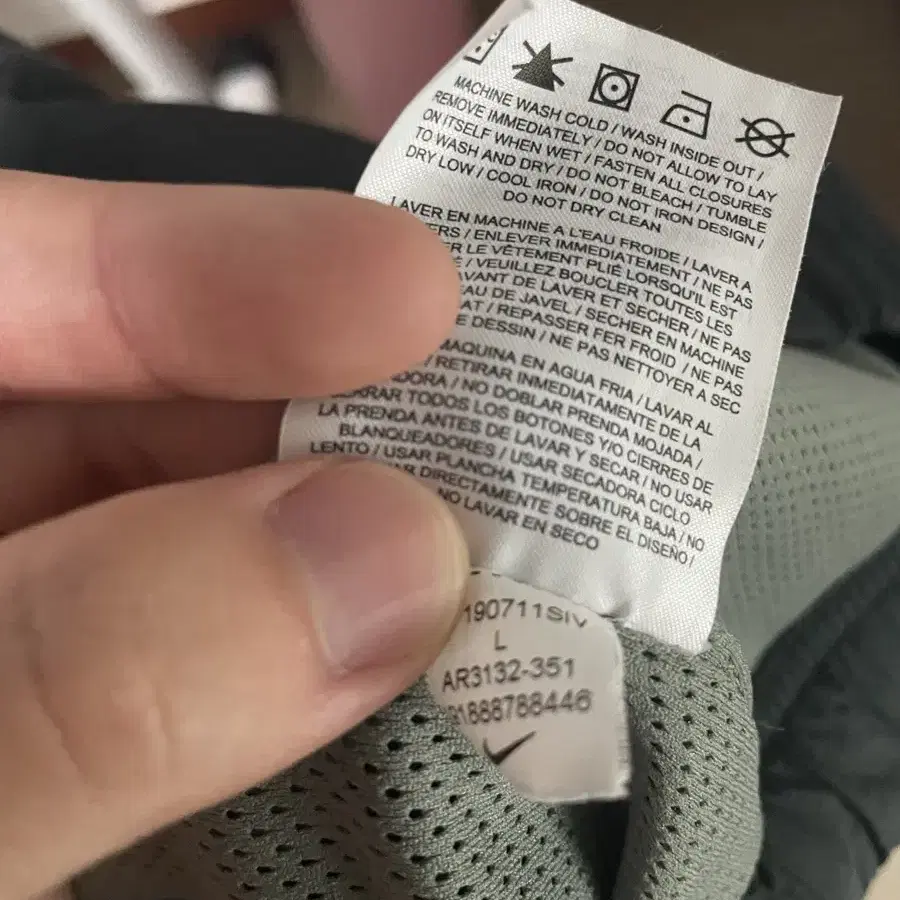 MACHINE WASH COLD / WASH INSIDE OUT /
REMOVE IMMEDIATELY / DO NOT ALLOW TO LAY
ON ITSELF WHEN WET / FASTEN ALL CLOSURES
TO WASH AND DRY / DO NOT BLEACH / TUMBLE
DRY LOW / COOL IRON / DO NOT IRON DESIGN /
DO NOT DRY CLEAN
LAVER EN MACHINE A L'EAU FROIDE / LAVER A
/ ENLEVER IMMEDIATEMENT / NE PAS
LE VÊTEMENT PLIÉ LORSQU'IL EST
/ VEUILLEZ BOUCLER TOUTES LES
AVANT DE LAVER ET SECHER / NE PAS
EAU DE JAVEL / SECHER EN MACHINE
/ REPASSER FER FROID / NE PAS
DESSIN / NE PAS NETTOYER A SEC
MAQUINA EN AGUA FRIA / LAVAR AL
/ RETIRAR INMEDIATAMENTE DE LA
/ NO DOBLAR PRENDA MOJADA /
TODOS LOS BOTONES Y/O CIERRES DE
LA PRENDA ANTES DE LAVAR Y SECAR / NO USAR
BLANQUEADORES / USAR SECADORA CICLO
LENTO / USAR PLANCHA TEMPERATURA BAJA / NO
DIRECTAMENTE SOBRE EL DISEÑO /
NO LAVAR EN SECO
190711SIV
L
AR3132-351
1888788446